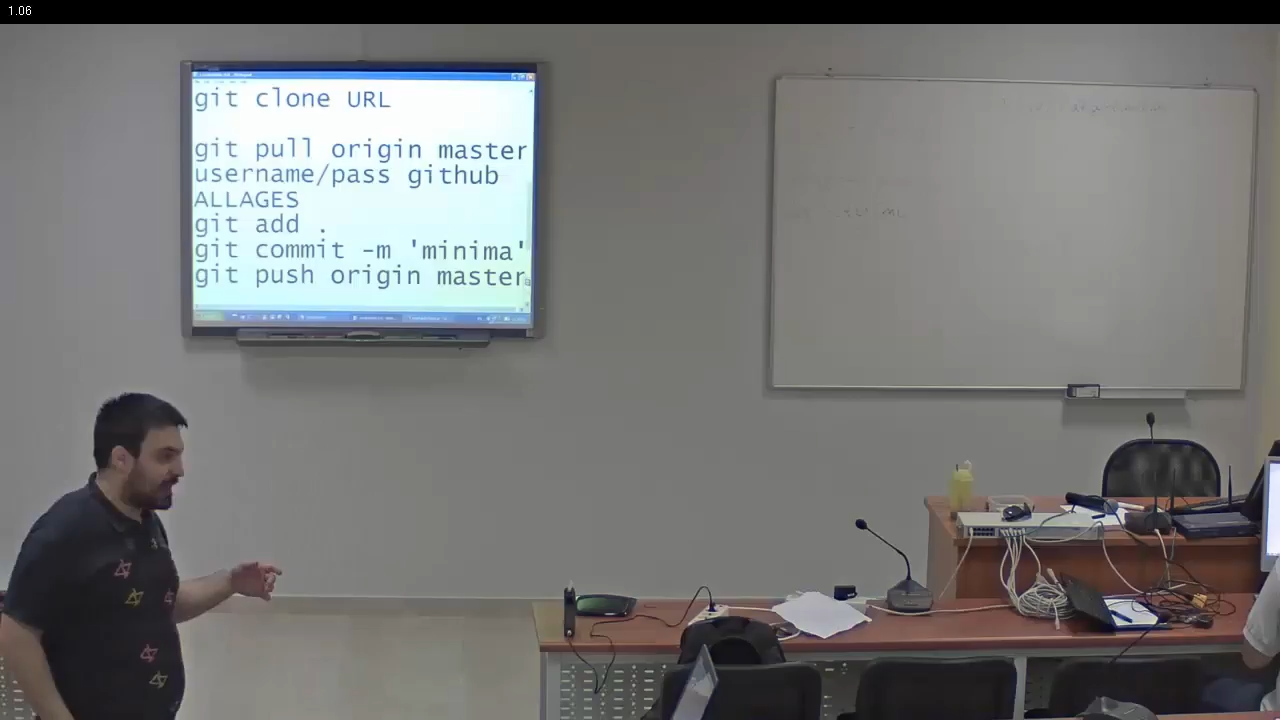 1.06
git clone URL
git pull origin master
username/pass github
ALLAGES
git add .
git commit -m 'minima'
git push origin master